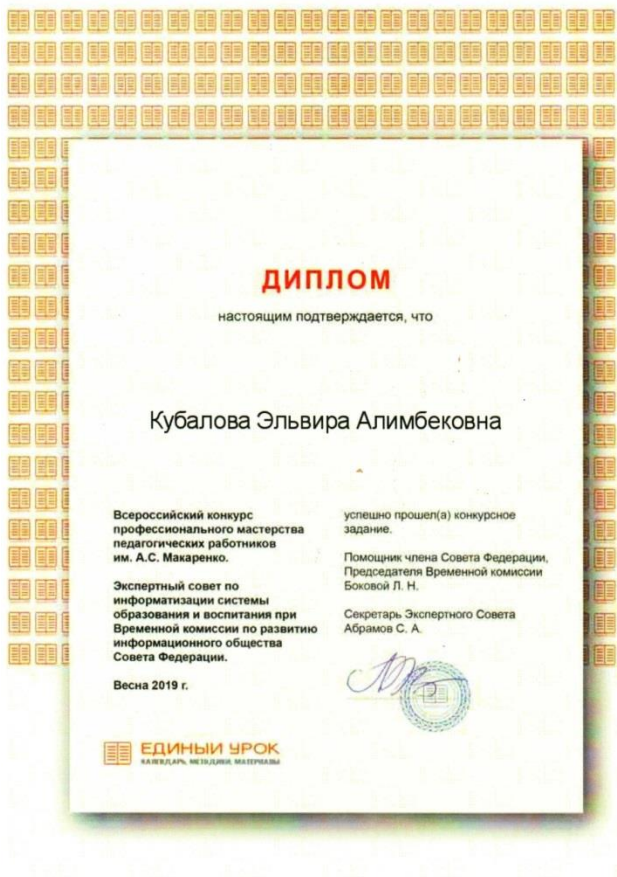 ДИПЛОМ
настоящим подтверждается, что
Кубалова Эльвира Алимбековна
Всероссийский конкурс
профессионального мастерства
педагогических работников
им. А.С. Макаренко.
Экспертный совет по
информатизации системы
образования и воспитания при
Временной комиссии по развитию
информационного общества
Совета Федерации.
Весна 2019 г.
успешно прошел(а) конкурсное
задание.
Помощник члена Совета Федерации,
Председателя Временной комиссии
Боковой Л. Н.
Секретарь Экспертного Совета
Абрамов С. А.
ЕДИНЫЙ УРОК
КАЛЕНДАРЬ, МЕТОДИКИ, МАТЕРИАЛЫ